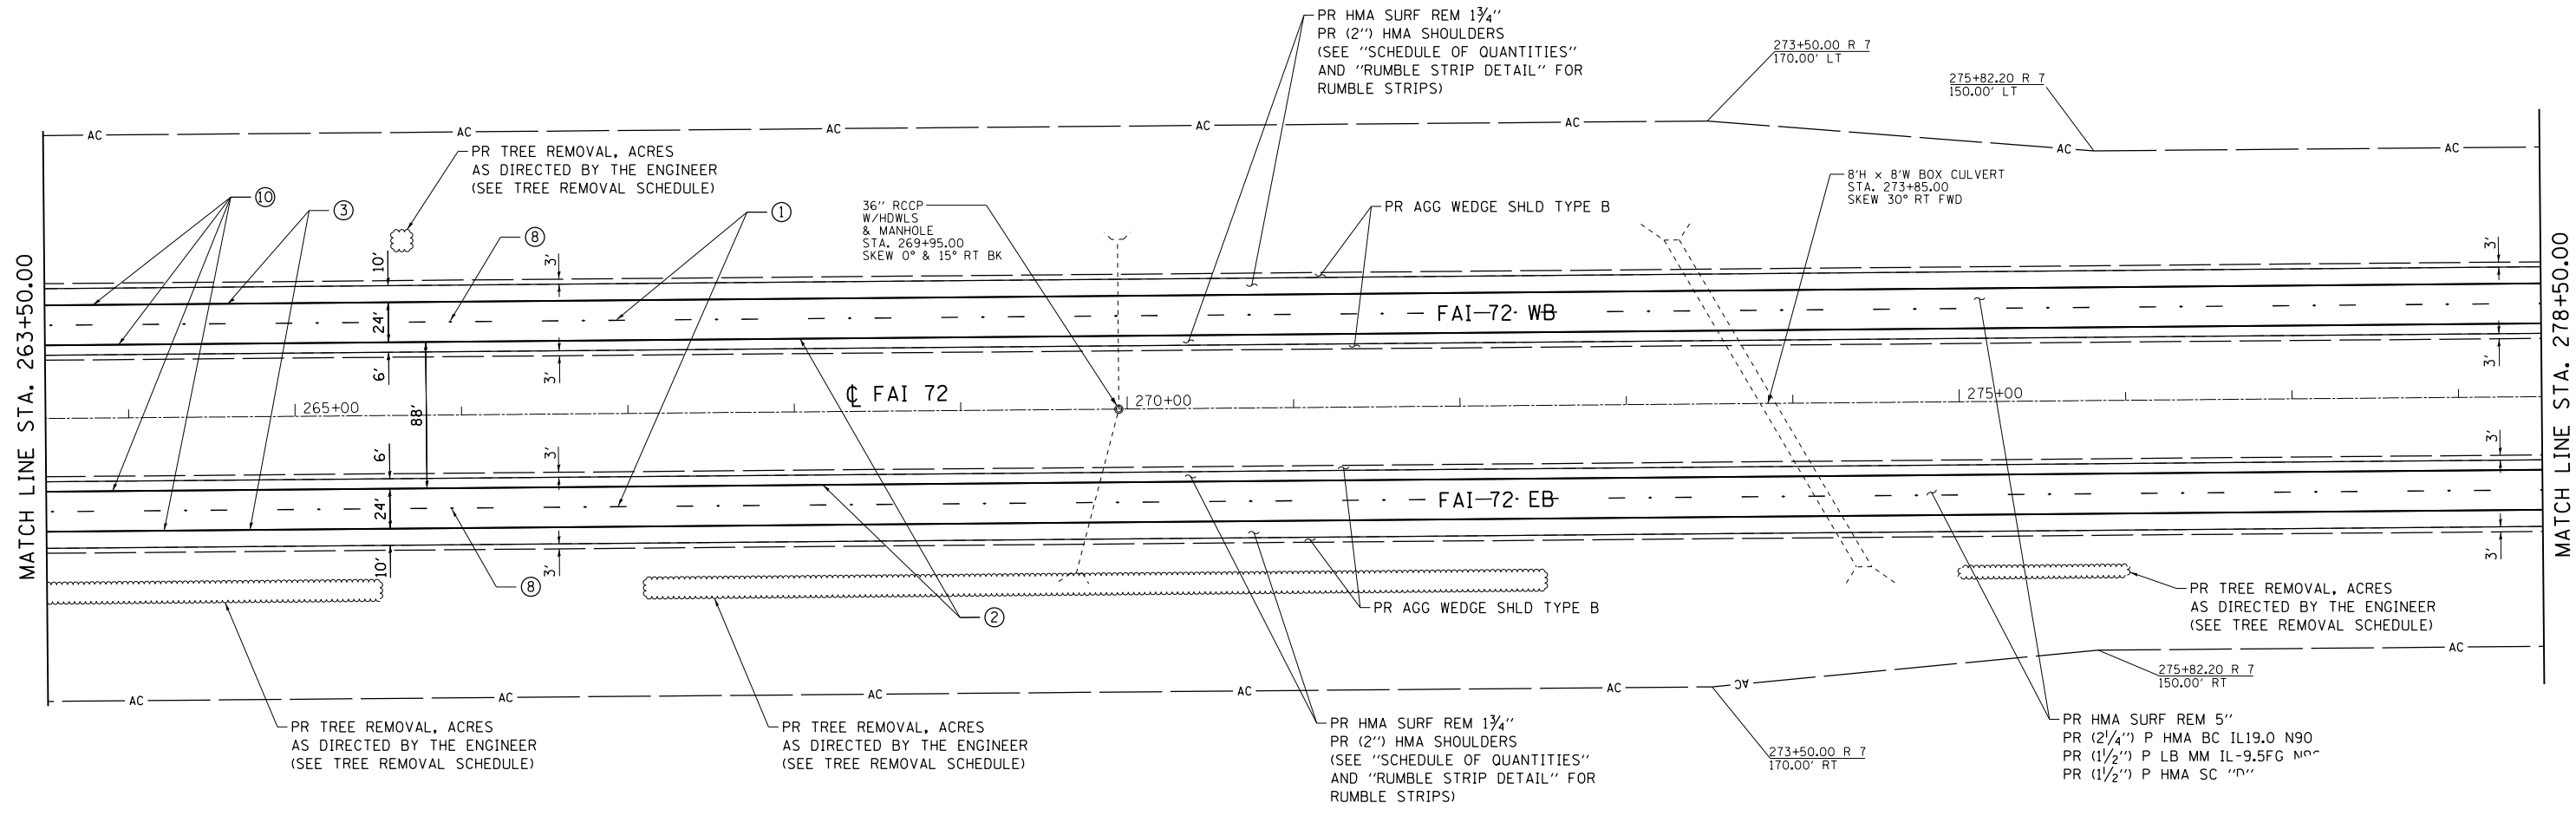 PR HMA SURF REM 1¾"
PR (2") HMA SHOULDERS
(SEE "SCHEDULE OF QUANTITIES"
AND "RUMBLE STRIP DETAIL" FOR
RUMBLE STRIPS)
273+50.00 R 7
170.00' LT
275+82.20 R 7
150.00' LT
AC
AC
AC
AC
AC
AC
AC
PR TREE REMOVAL, ACRES
AS DIRECTED BY THE ENGINEER
(SEE TREE REMOVAL SCHEDULE)
8'H x 8'W BOX CULVERT
STA. 273+85.00
SKEW 30° RT FWD
36" RCCP
W/HDWLS
& MANHOLE
STA. 269+95.00
SKEW 0° & 15° RT BK
PR AGG WEDGE SHLD TYPE B
10
3
8
1
MATCH LINE STA. 263+50.00
MATCH LINE STA. 278+50.00
10'
3'
3'
24'
FAI 72 WB
6'
3'
3'
88'
℄ FAI 72
265+00
270+00
275+00
6'
3'
3'
24'
FAI 72 EB
10'
3'
3'
8
2
PR AGG WEDGE SHLD TYPE B
PR TREE REMOVAL, ACRES
AS DIRECTED BY THE ENGINEER
(SEE TREE REMOVAL SCHEDULE)
AC
AC
AC
AC
AC
AC
AC
275+82.20 R 7
150.00' RT
PR TREE REMOVAL, ACRES
AS DIRECTED BY THE ENGINEER
(SEE TREE REMOVAL SCHEDULE)
PR TREE REMOVAL, ACRES
AS DIRECTED BY THE ENGINEER
(SEE TREE REMOVAL SCHEDULE)
PR HMA SURF REM 1¾"
PR (2") HMA SHOULDERS
(SEE "SCHEDULE OF QUANTITIES"
AND "RUMBLE STRIP DETAIL" FOR
RUMBLE STRIPS)
273+50.00 R 7
170.00' RT
PR HMA SURF REM 5"
PR (2¼") P HMA BC IL19.0 N90
PR (1½") P LB MM IL-9.5FG
PR (1½") P HMA SC